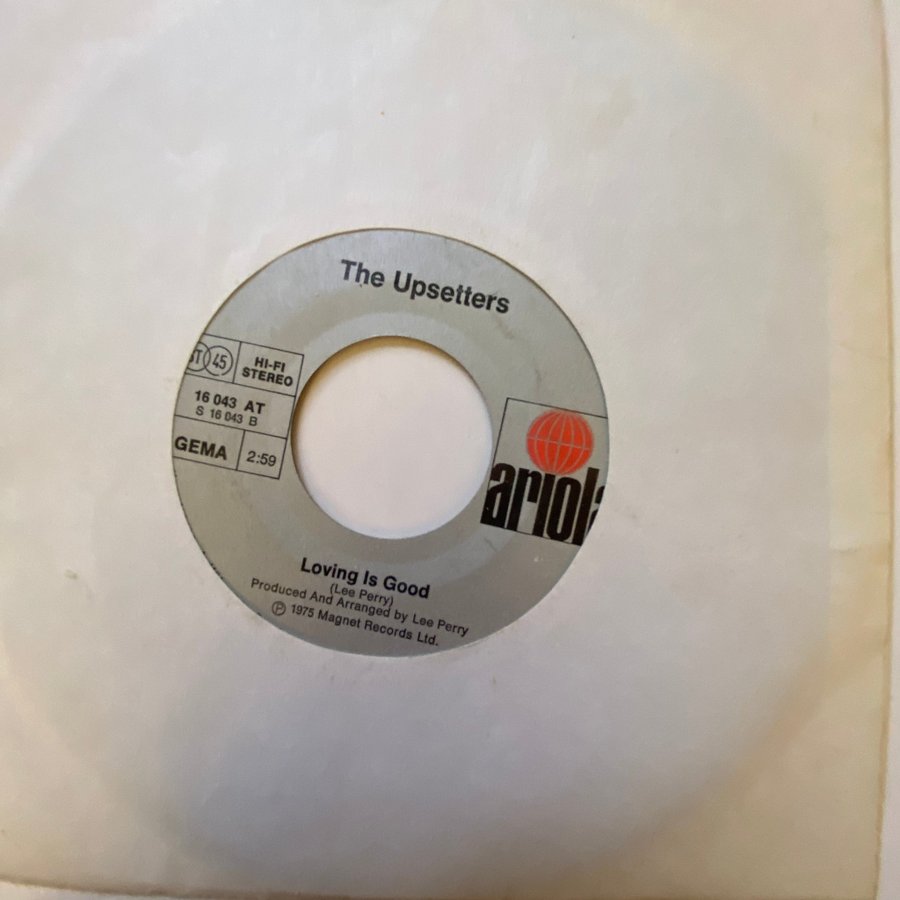 The Upsetters
ST 45
HI-FI
STEREO
16 043 AT
S 16 043 B
GEMA
2:59
ariola
Loving Is Good
(Lee Perry)
Produced And Arranged by Lee Perry
Ⓟ 1975 Magnet Records Ltd.